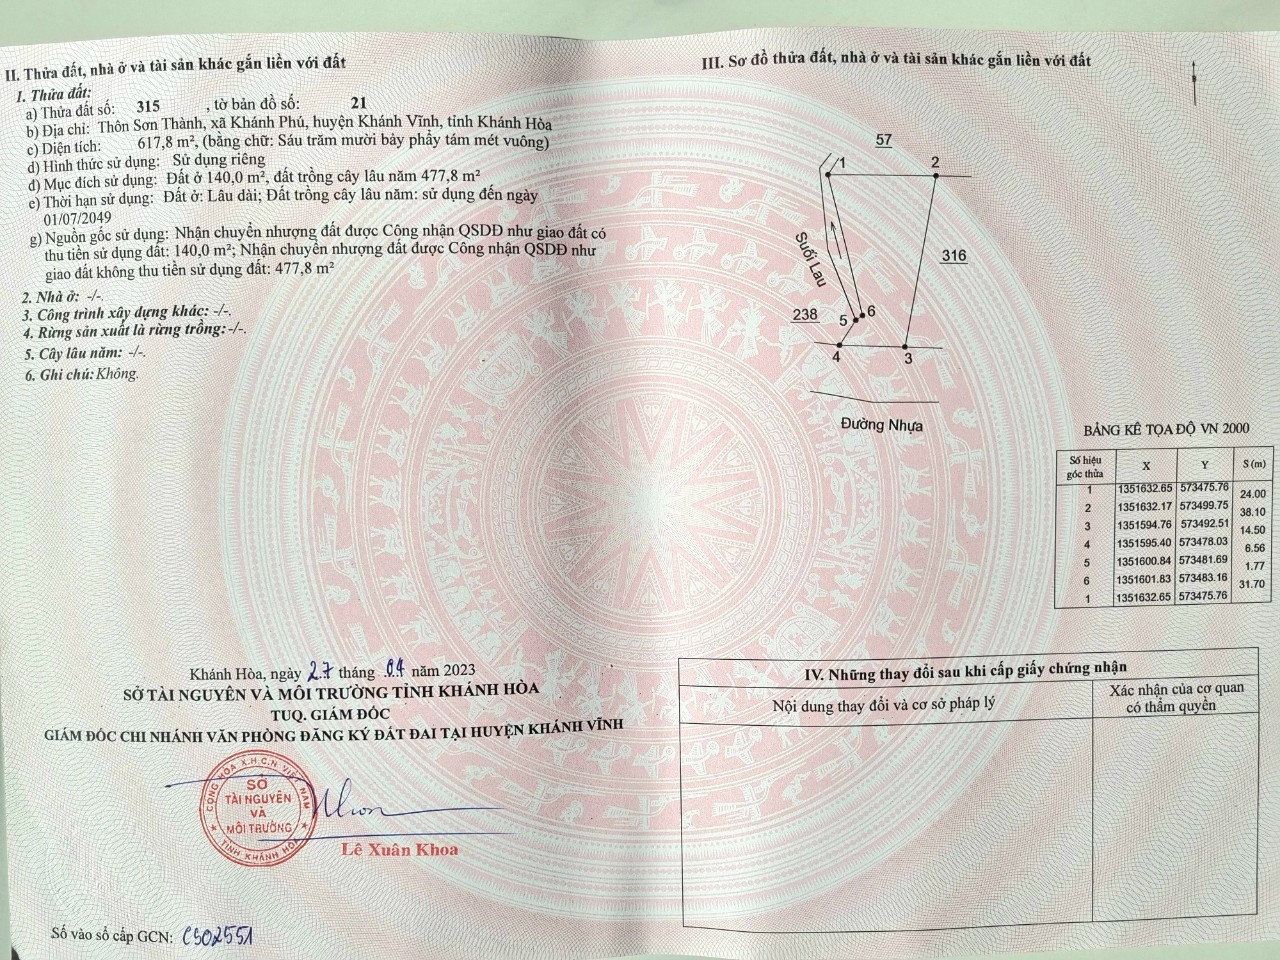 II. Thửa đất, nhà ở và tài sản khác gắn liền với đất
1. Thửa đất:
a) Thửa đất số: 315 , tờ bản đồ số: 21
b) Địa chỉ: Thôn Sơn Thành, xã Khánh Phú, huyện Khánh Vĩnh, tỉnh Khánh Hòa
c) Diện tích: 617,8 m², (bằng chữ: Sáu trăm mười bảy phẩy tám mét vuông)
d) Hình thức sử dụng: Sử dụng riêng
đ) Mục đích sử dụng: Đất ở 140,0 m², đất trồng cây lâu năm 477,8 m²
e) Thời hạn sử dụng: Đất ở: Lâu dài; Đất trồng cây lâu năm: sử dụng đến ngày
01/07/2049
g) Nguồn gốc sử dụng: Nhận chuyển nhượng đất được Công nhận QSDĐ như giao đất có
thu tiền sử dụng đất: 140,0 m²; Nhận chuyển nhượng đất được Công nhận QSDĐ như
giao đất không thu tiền sử dụng đất: 477,8 m²
2. Nhà ở: -/-.
3. Công trình xây dựng khác: -/-.
4. Rừng sản xuất là rừng trồng: -/-.
5. Cây lâu năm: -/-.
6. Ghi chú: Không.
Khánh Hòa, ngày 27 tháng 04 năm 2023
SỞ TÀI NGUYÊN VÀ MÔI TRƯỜNG TỈNH KHÁNH HÒA
TUQ. GIÁM ĐỐC
GIÁM ĐỐC CHI NHÁNH VĂN PHÒNG ĐĂNG KÝ ĐẤT ĐAI TẠI HUYỆN KHÁNH VĨNH
CỘNG HÒA X.H.C.N VIỆT NAM
SỞ
TÀI NGUYÊN
VÀ
MÔI TRƯỜNG
TỈNH KHÁNH HÒA
Lê Xuân Khoa
Số vào sổ cấp GCN: CS02551
III. Sơ đồ thửa đất, nhà ở và tài sản khác gắn liền với đất
57
1
2
Suối Lau
316
238
5
6
4
3
Đường Nhựa
BẢNG KÊ TỌA ĐỘ VN 2000
Số hiệu góc thửa X Y S (m)
1 1351632.65 573475.76
24.00
2 1351632.17 573499.75
38.10
3 1351594.76 573492.51
14.50
4 1351595.40 573478.03
6.56
5 1351600.84 573481.69
1.77
6 1351601.83 573483.16
31.70
1 1351632.65 573475.76
IV. Những thay đổi sau khi cấp giấy chứng nhận
Nội dung thay đổi và cơ sở pháp lý
Xác nhận của cơ quan
có thẩm quyền